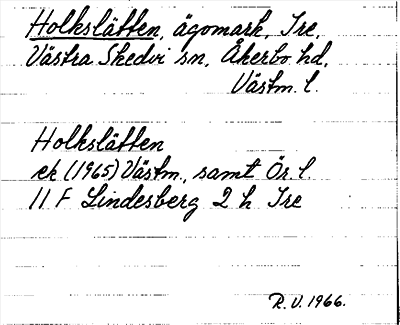 Holkslätten, ägomark, Ire,
Västra Skedvi sn, Åkerbo hd,
Västm. l.
Holkslätten
ek (1965) Västm., samt Ör. l.
11 F Lindesberg 2 h Ire
R.V. 1966.